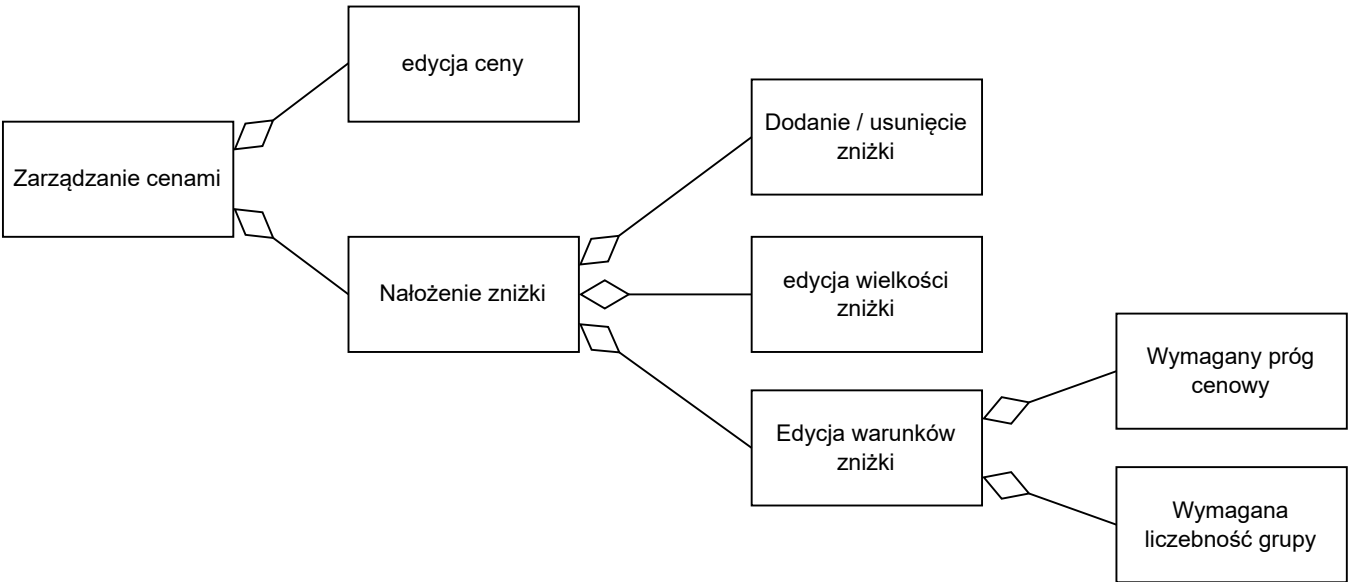 edycja ceny
Zarządzanie cenami
Nałożenie zniżki
Dodanie / usunięcie
zniżki
edycja wielkości
zniżki
Edycja warunków
zniżki
Wymagany próg
cenowy
Wymagana
liczebność grupy